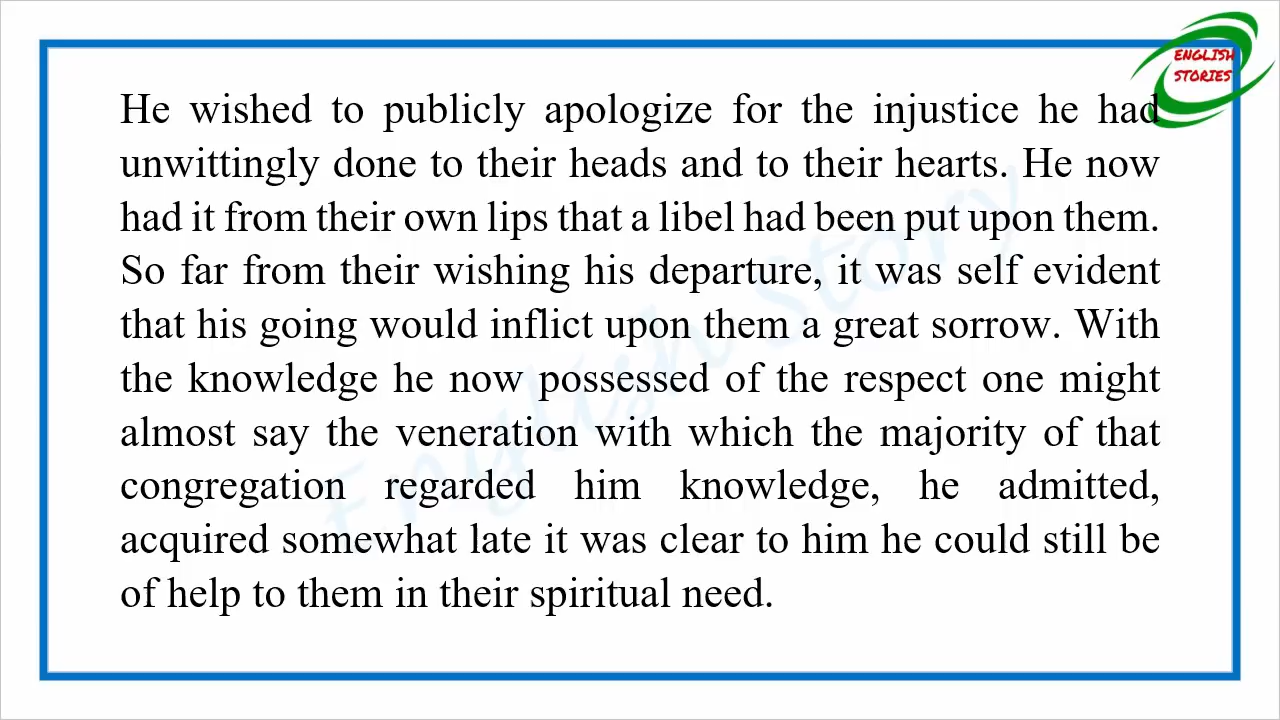 ENGLISH
STORIES
He wished to publicly apologize for the injustice he had
unwittingly done to their heads and to their hearts. He now
had it from their own lips that a libel had been put upon them.
So far from their wishing his departure, it was self evident
that his going would inflict upon them a great sorrow. With
the knowledge he now possessed of the respect one might
almost say the veneration with which the majority of that
congregation regarded him knowledge, he admitted,
acquired somewhat late it was clear to him he could still be
of help to them in their spiritual need.
English Story